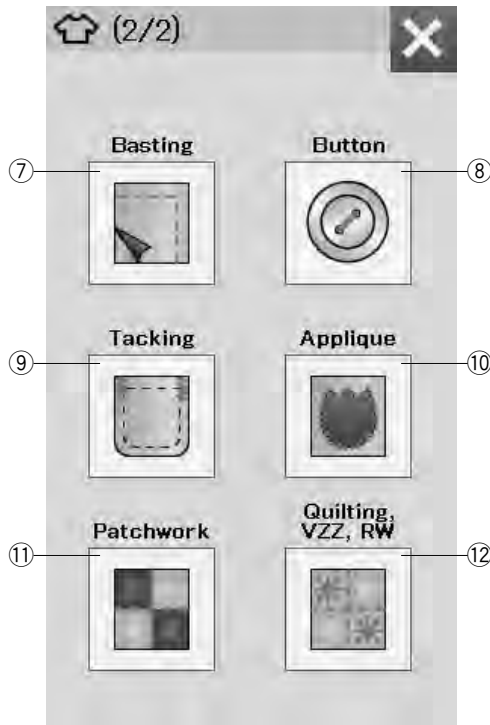 (2/2)
Basting
Button
⑦
⑧
Tacking
Applique
⑨
⑩
Patchwork
Quilting,
VZZ, RW
⑪
⑫